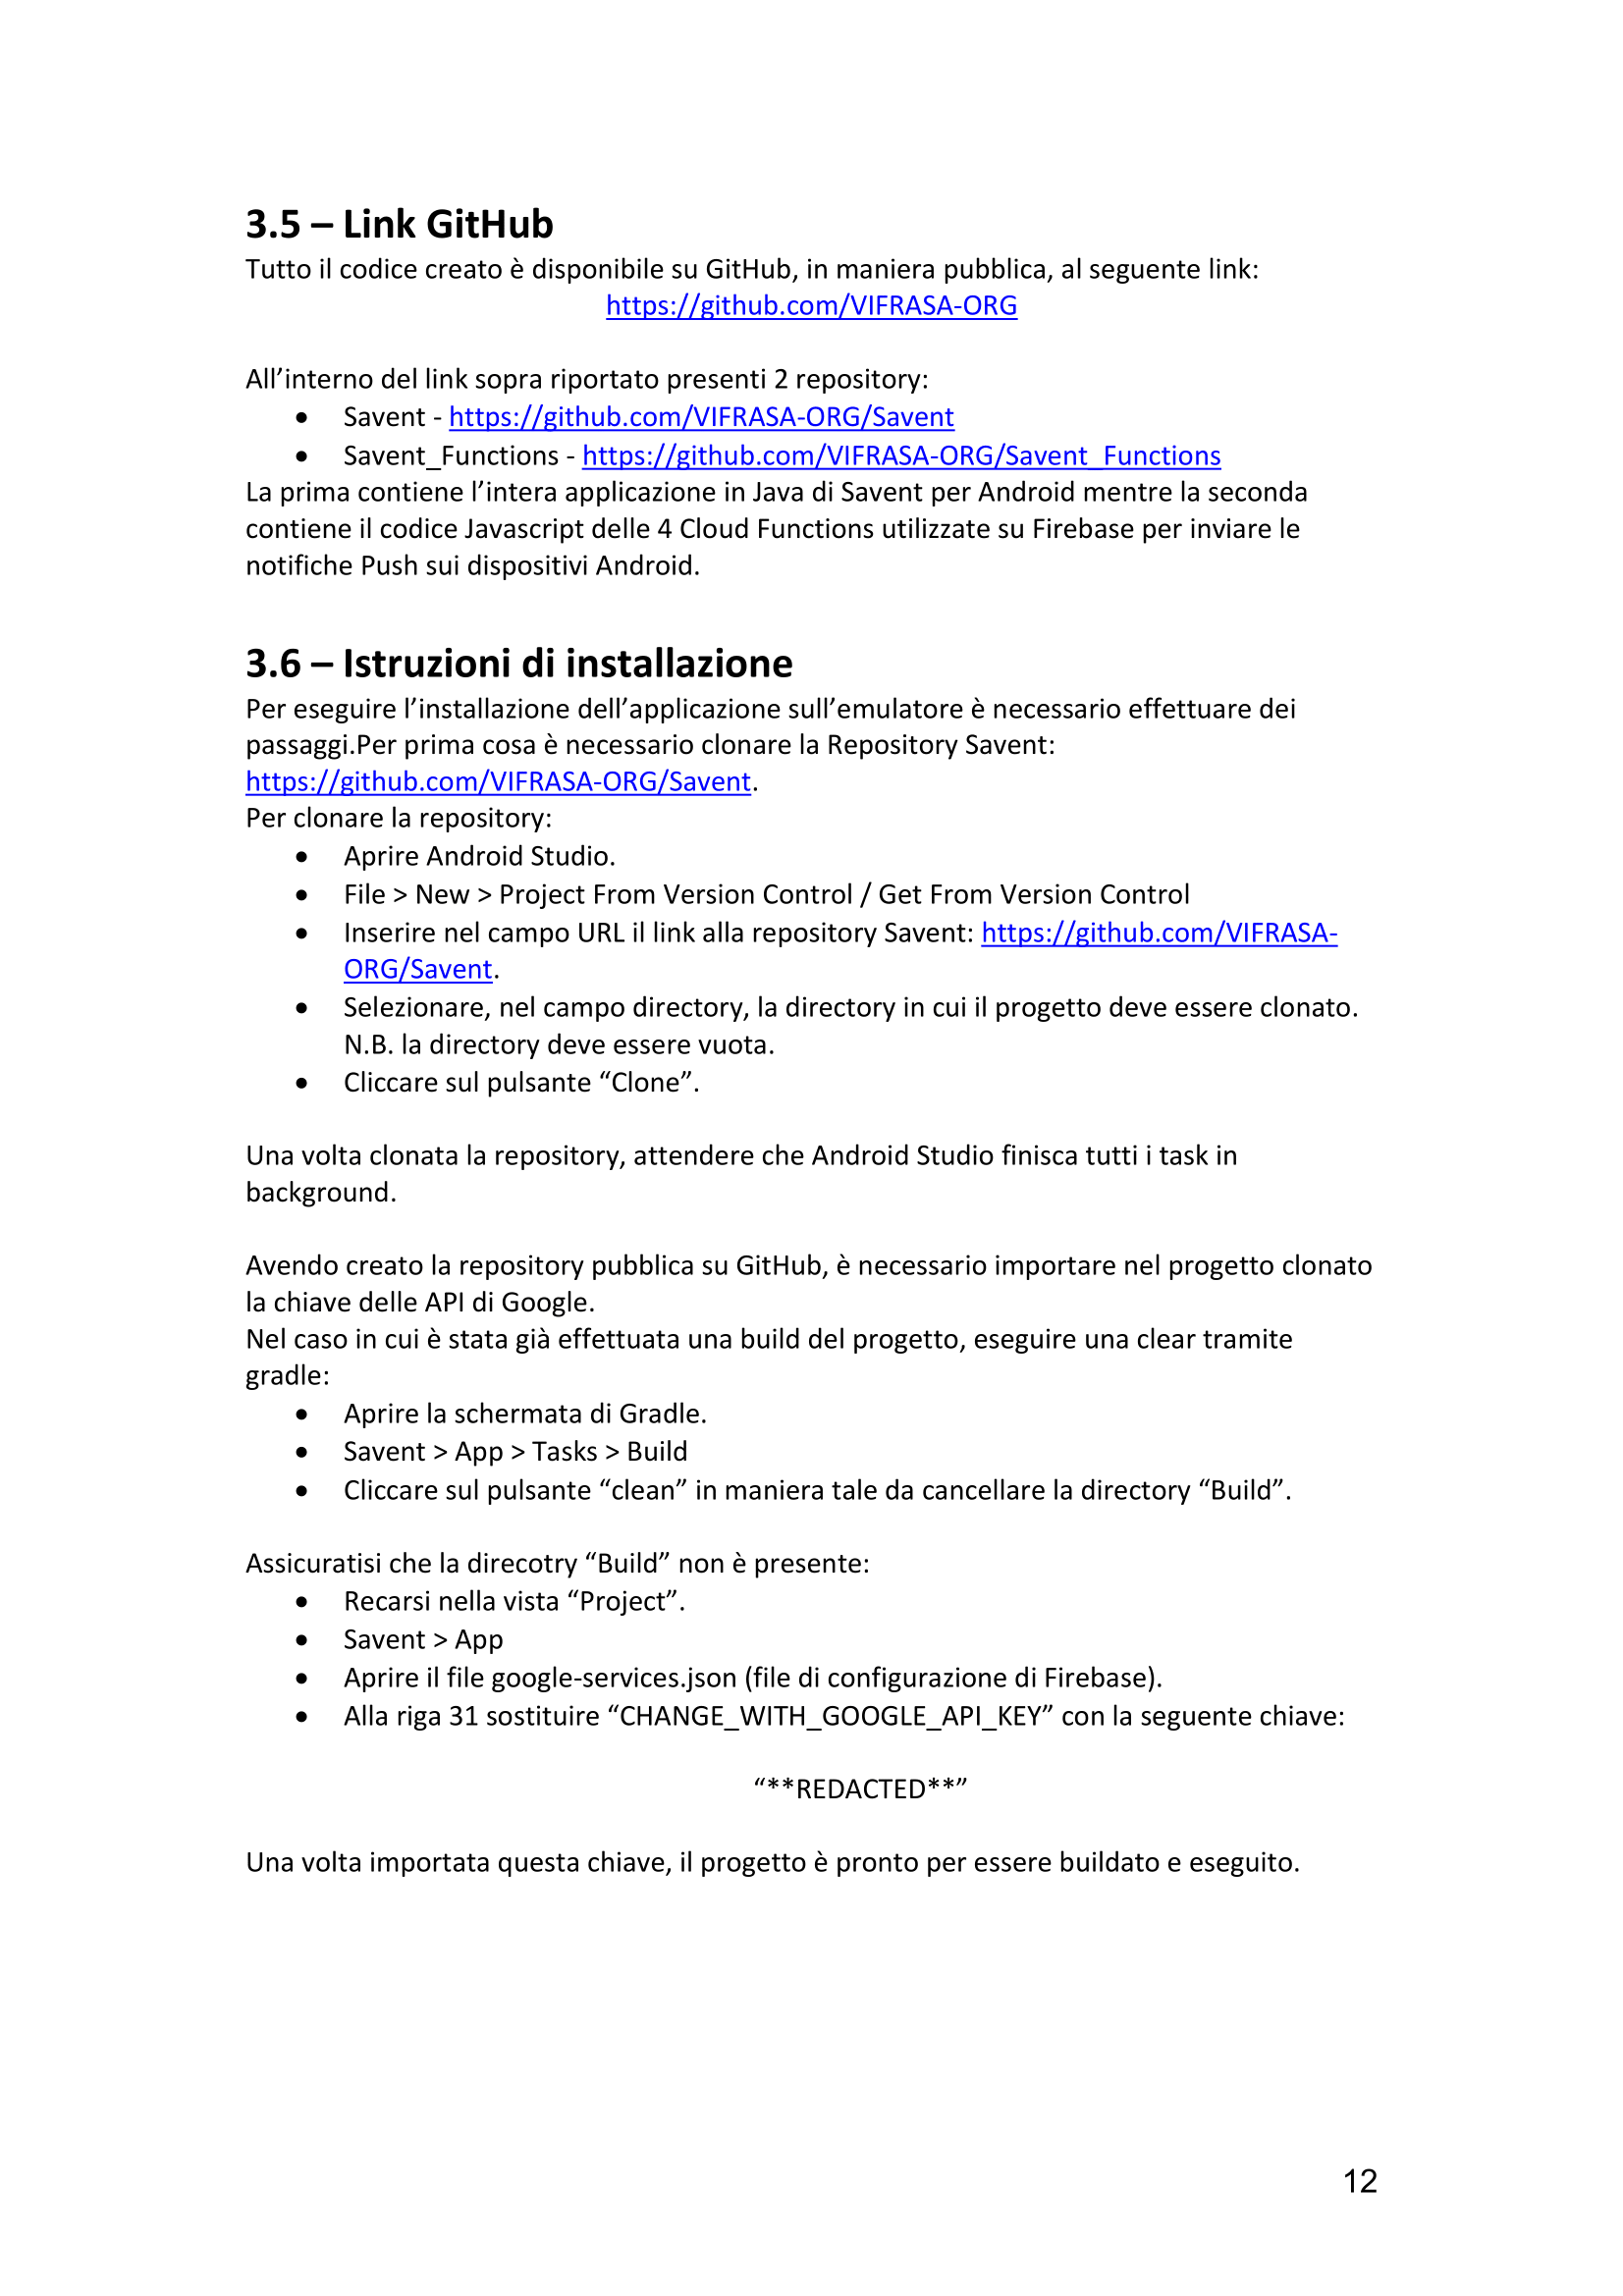 3.5 – Link GitHub
Tutto il codice creato è disponibile su GitHub, in maniera pubblica, al seguente link:
https://github.com/VIFRASA-ORG
All’interno del link sopra riportato presenti 2 repository:
• Savent - https://github.com/VIFRASA-ORG/Savent
• Savent_Functions - https://github.com/VIFRASA-ORG/Savent_Functions
La prima contiene l’intera applicazione in Java di Savent per Android mentre la seconda
contiene il codice Javascript delle 4 Cloud Functions utilizzate su Firebase per inviare le
notifiche Push sui dispositivi Android.
3.6 – Istruzioni di installazione
Per eseguire l’installazione dell’applicazione sull’emulatore è necessario effettuare dei
passaggi.Per prima cosa è necessario clonare la Repository Savent:
https://github.com/VIFRASA-ORG/Savent.
Per clonare la repository:
• Aprire Android Studio.
• File > New > Project From Version Control / Get From Version Control
• Inserire nel campo URL il link alla repository Savent: https://github.com/VIFRASA-
ORG/Savent.
• Selezionare, nel campo directory, la directory in cui il progetto deve essere clonato.
N.B. la directory deve essere vuota.
• Cliccare sul pulsante “Clone”.
Una volta clonata la repository, attendere che Android Studio finisca tutti i task in
background.
Avendo creato la repository pubblica su GitHub, è necessario importare nel progetto clonato
la chiave delle API di Google.
Nel caso in cui è stata già effettuata una build del progetto, eseguire una clear tramite
gradle:
• Aprire la schermata di Gradle.
• Savent > App > Tasks > Build
• Cliccare sul pulsante “clean” in maniera tale da cancellare la directory “Build”.
Assicuratisi che la direcotry “Build” non è presente:
• Recarsi nella vista “Project”.
• Savent > App
• Aprire il file google-services.json (file di configurazione di Firebase).
• Alla riga 31 sostituire “CHANGE_WITH_GOOGLE_API_KEY” con la seguente chiave:
“**REDACTED**”
Una volta importata questa chiave, il progetto è pronto per essere buildato e eseguito.
12